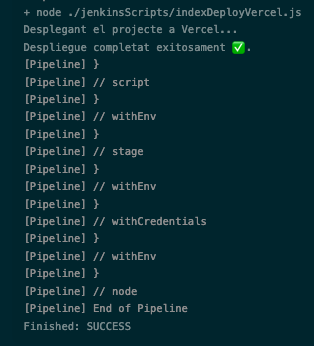 + node ./jenkinsScripts/indexDeployVercel.js
Desplegant el projecte a Vercel...
Despliegue completat exitosament ✅.
[Pipeline] }
[Pipeline] // script
[Pipeline] }
[Pipeline] // withEnv
[Pipeline] }
[Pipeline] // stage
[Pipeline] }
[Pipeline] // withEnv
[Pipeline] }
[Pipeline] // withCredentials
[Pipeline] }
[Pipeline] // withEnv
[Pipeline] }
[Pipeline] // node
[Pipeline] End of Pipeline
Finished: SUCCESS